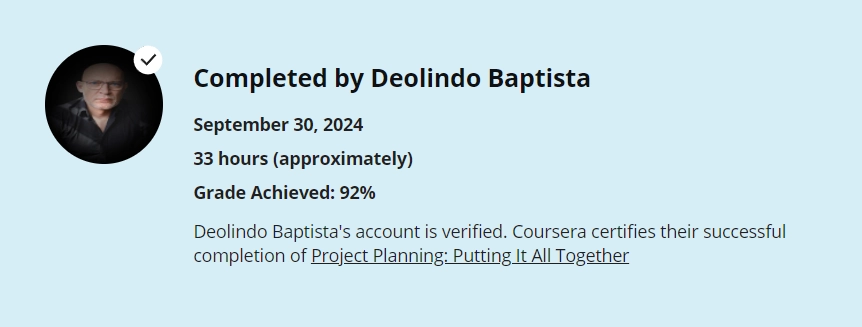 Completed by Deolindo Baptista
September 30, 2024
33 hours (approximately)
Grade Achieved: 92%
Deolindo Baptista's account is verified. Coursera certifies their successful
completion of Project Planning: Putting It All Together